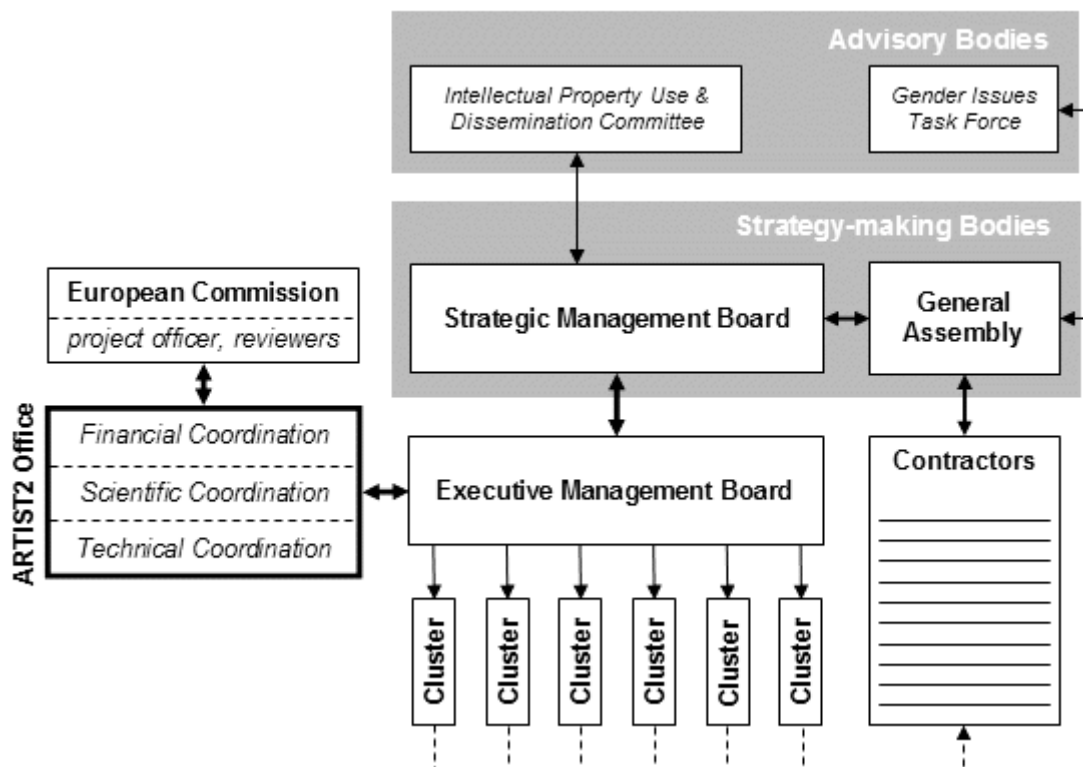 Advisory Bodies
Intellectual Property Use &
Dissemination Committee
Gender Issues
Task Force
Strategy-making Bodies
Strategic Management Board
General
Assembly
European Commission
project officer, reviewers
ARTIST2 Office
Financial Coordination
Scientific Coordination
Technical Coordination
Executive Management Board
Contractors
Cluster
Cluster
Cluster
Cluster
Cluster
Cluster